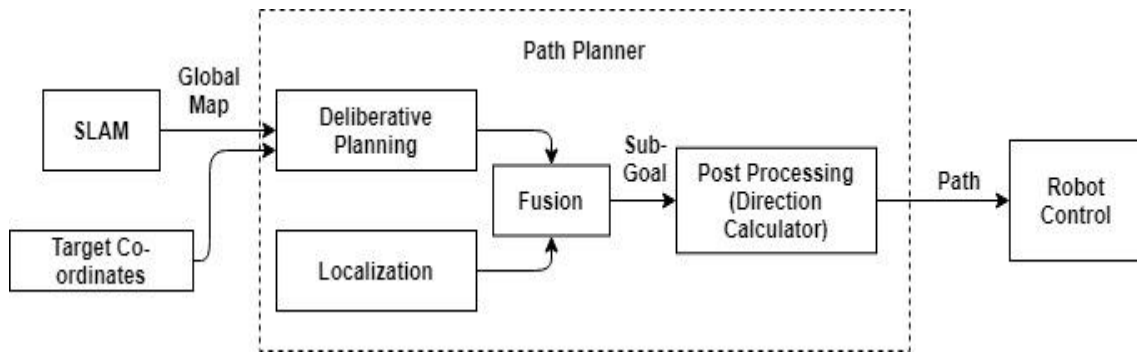 Path Planner
Global
Map
SLAM
Deliberative
Planning
Sub-
Goal
Post Processing
(Direction
Calculator)
Path
Robot
Control
Fusion
Target Co-
ordinates
Localization